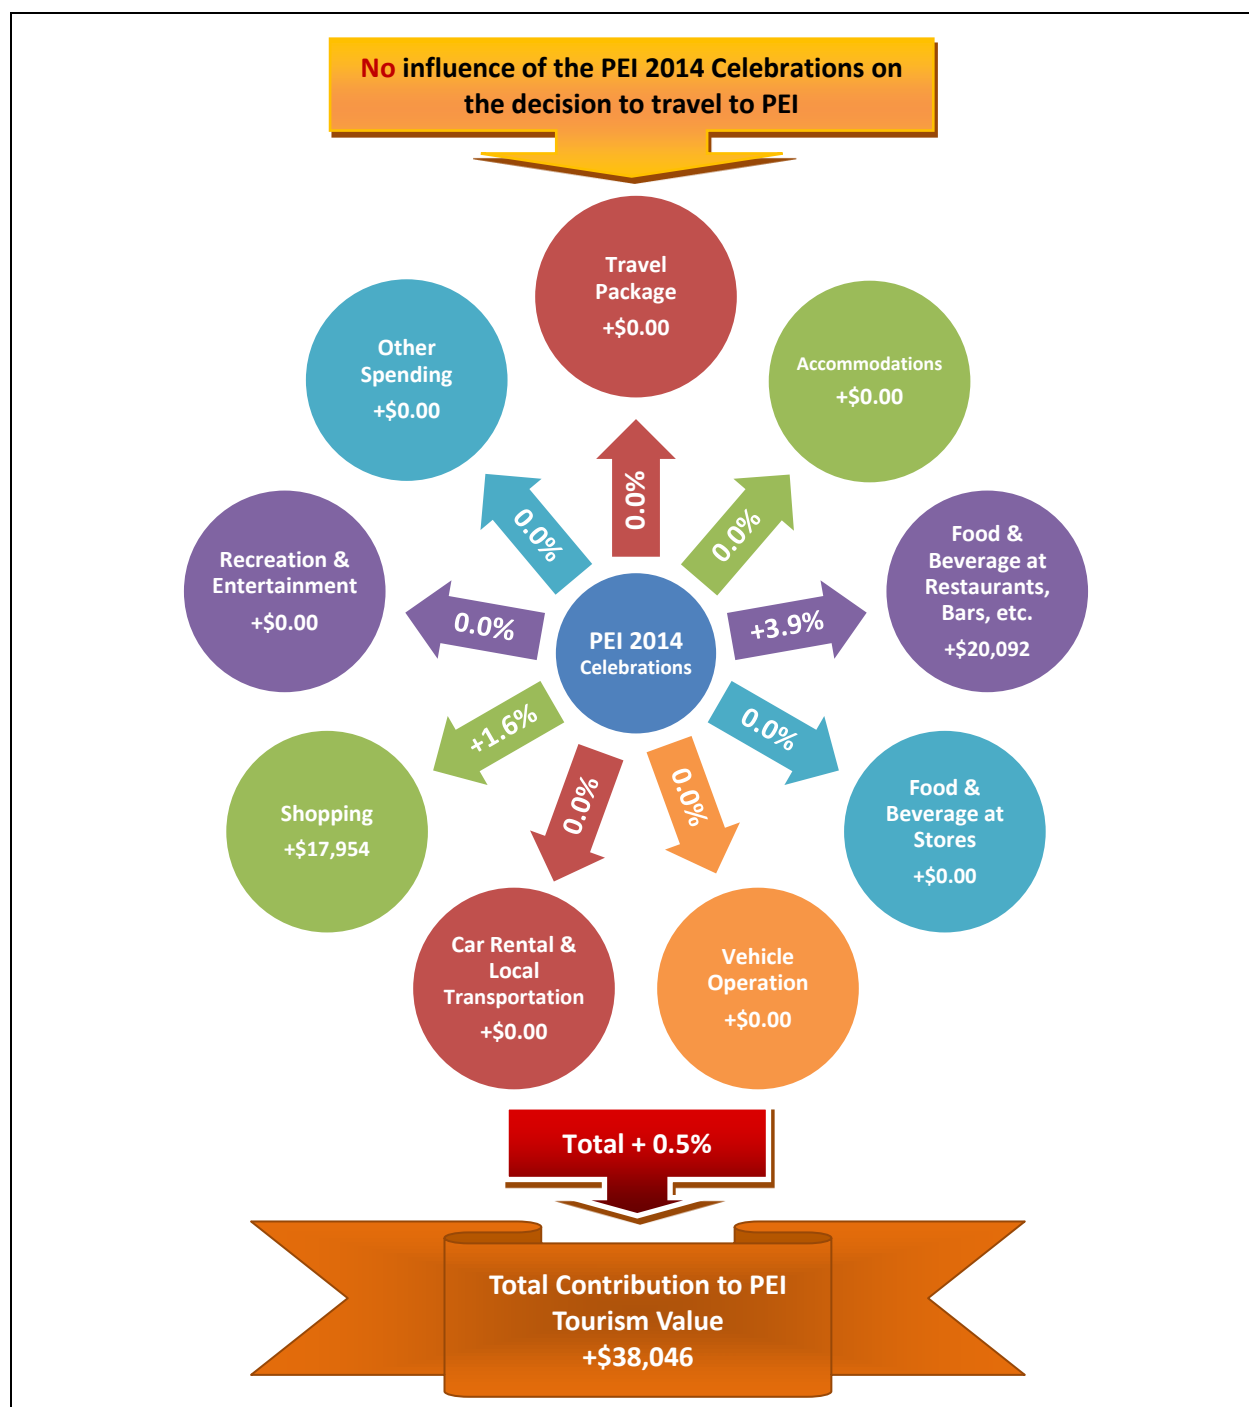 No influence of the PEI 2014 Celebrations on
the decision to travel to PEI
Travel
Package
+$0.00
Other
Spending
+$0.00
Accommodations
+$0.00
0.0%
0.0%
0.0%
Recreation &
Entertainment
+$0.00
0.0%
PEI 2014
Celebrations
+3.9%
Food &
Beverage at
Restaurants,
Bars, etc.
+$20,092
+1.6%
0.0%
0.0%
0.0%
Shopping
+$17,954
Food &
Beverage at
Stores
+$0.00
Car Rental &
Local
Transportation
+$0.00
Vehicle
Operation
+$0.00
Total + 0.5%
Total Contribution to PEI
Tourism Value
+$38,046